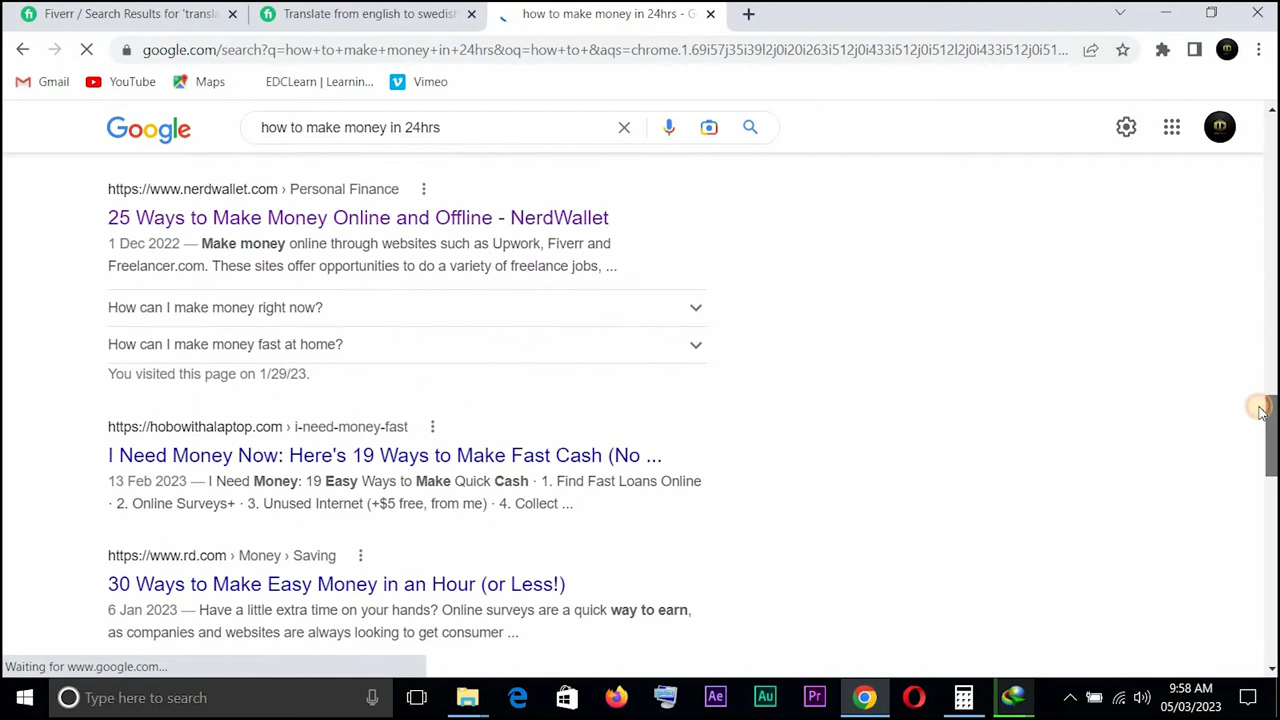 Fiverr / Search Results for 'transla
Translate from english to swedish
how to make money in 24hrs - G
google.com/search?q=how+to+make+money+in+24hrs&oq=how+to+&aqs=chrome.1.69i57j35i39l2j0i20i263i512j0i433i512j0i512l2j0i433i512j0i51...
Gmail
YouTube
Maps
EDCLearn | Learnin...
Vimeo
Google
how to make money in 24hrs
https://www.nerdwallet.com › Personal Finance
25 Ways to Make Money Online and Offline - NerdWallet
1 Dec 2022 — Make money online through websites such as Upwork, Fiverr and
Freelancer.com. These sites offer opportunities to do a variety of freelance jobs, ...
How can I make money right now?
How can I make money fast at home?
You visited this page on 1/29/23.
https://hobowithalaptop.com › i-need-money-fast
I Need Money Now: Here's 19 Ways to Make Fast Cash (No ...
13 Feb 2023 — I Need Money: 19 Easy Ways to Make Quick Cash · 1. Find Fast Loans Online
· 2. Online Surveys+ · 3. Unused Internet (+$5 free, from me) · 4. Collect ...
https://www.rd.com › Money › Saving
30 Ways to Make Easy Money in an Hour (or Less!)
6 Jan 2023 — Have a little extra time on your hands? Online surveys are a quick way to earn,
as companies and websites are always looking to get consumer ...
Waiting for www.google.com...
Type here to search
Ae
Au
Pr
9:58 AM
05/03/2023